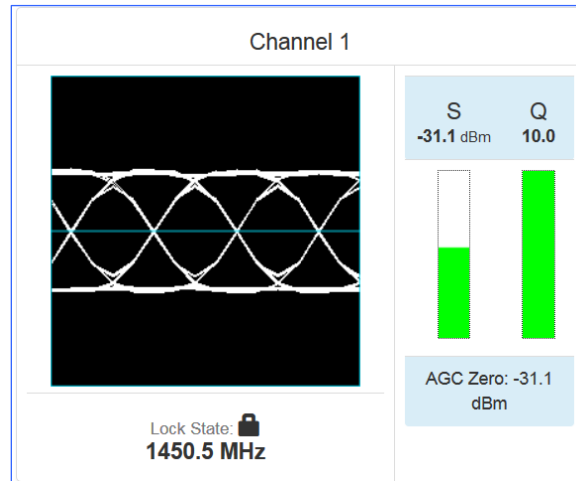 Channel 1
S Q
-31.1 dBm 10.0
AGC Zero: -31.1
dBm
Lock State:
1450.5 MHz